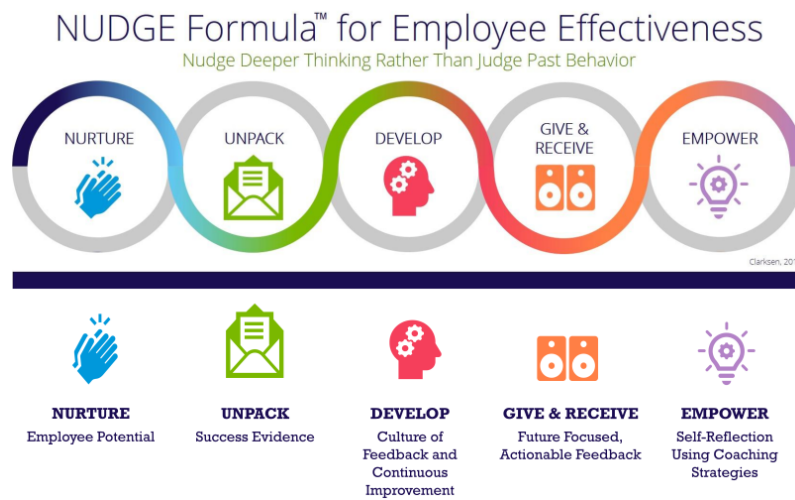 NUDGE Formula™ for Employee Effectiveness
Nudge Deeper Thinking Rather Than Judge Past Behavior
NURTURE
UNPACK
DEVELOP
GIVE &
RECEIVE
EMPOWER
Clarksen, 201
NURTURE
Employee Potential
UNPACK
Success Evidence
DEVELOP
Culture of
Feedback and
Continuous
Improvement
GIVE & RECEIVE
Future Focused,
Actionable Feedback
EMPOWER
Self-Reflection
Using Coaching
Strategies